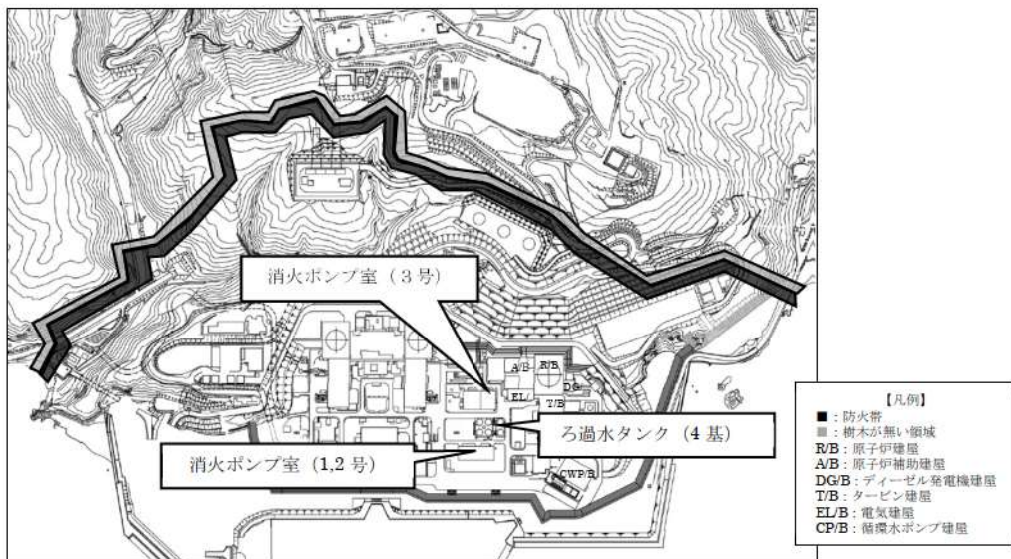 消火ポンプ室（3号）
A/B
R/B
DG
EL/
T/B
ろ過水タンク（4基）
消火ポンプ室（1,2号）
CWP/B
【凡例】
■：防火帯
■：樹木が無い領域
R/B：原子炉建屋
A/B：原子炉補助建屋
DG/B：ディーゼル発電機建屋
T/B：タービン建屋
EL/B：電気建屋
CP/B：循環水ポンプ建屋